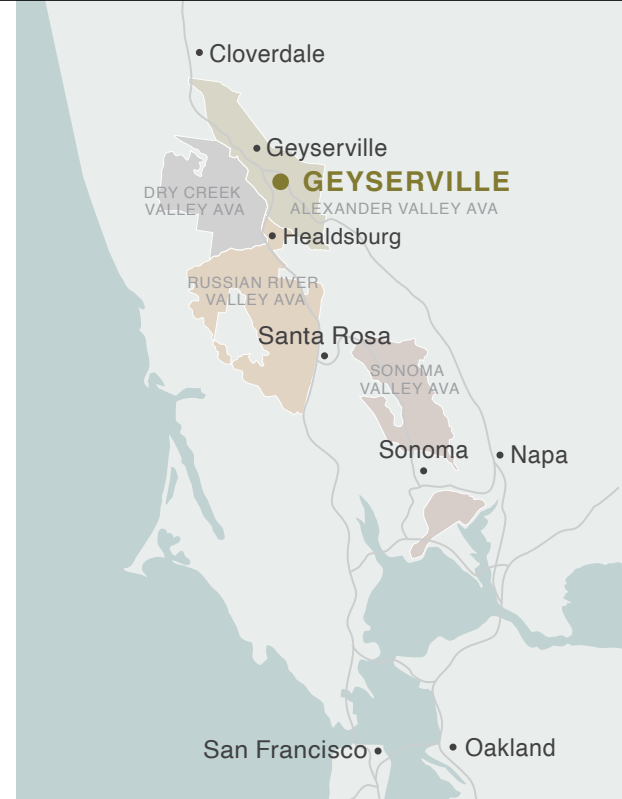 Cloverdale
Geyserville
GEYSERVILLE
DRY CREEK
VALLEY AVA
ALEXANDER VALLEY AVA
Healdsburg
RUSSIAN RIVER
VALLEY AVA
Santa Rosa
SONOMA
VALLEY AVA
Sonoma
Napa
San Francisco
Oakland